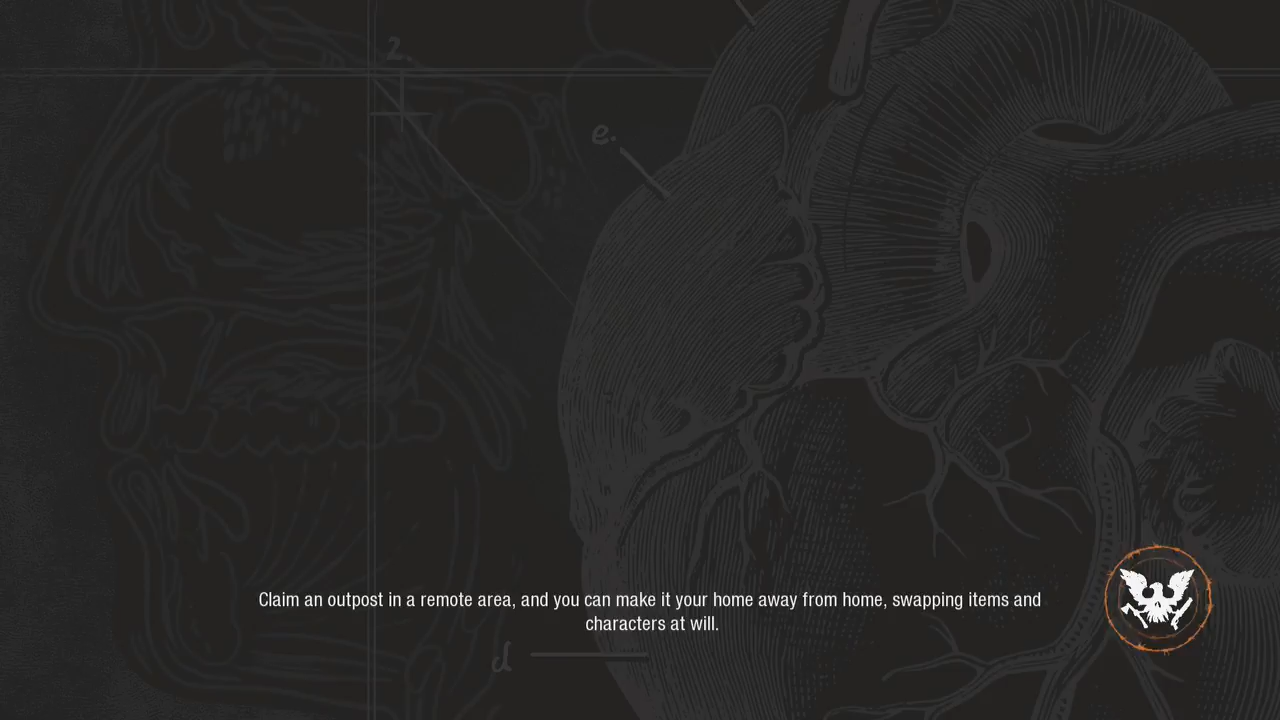 2.
e.
Claim an outpost in a remote area, and you can make it your home away from home, swapping items and
characters at will.
d